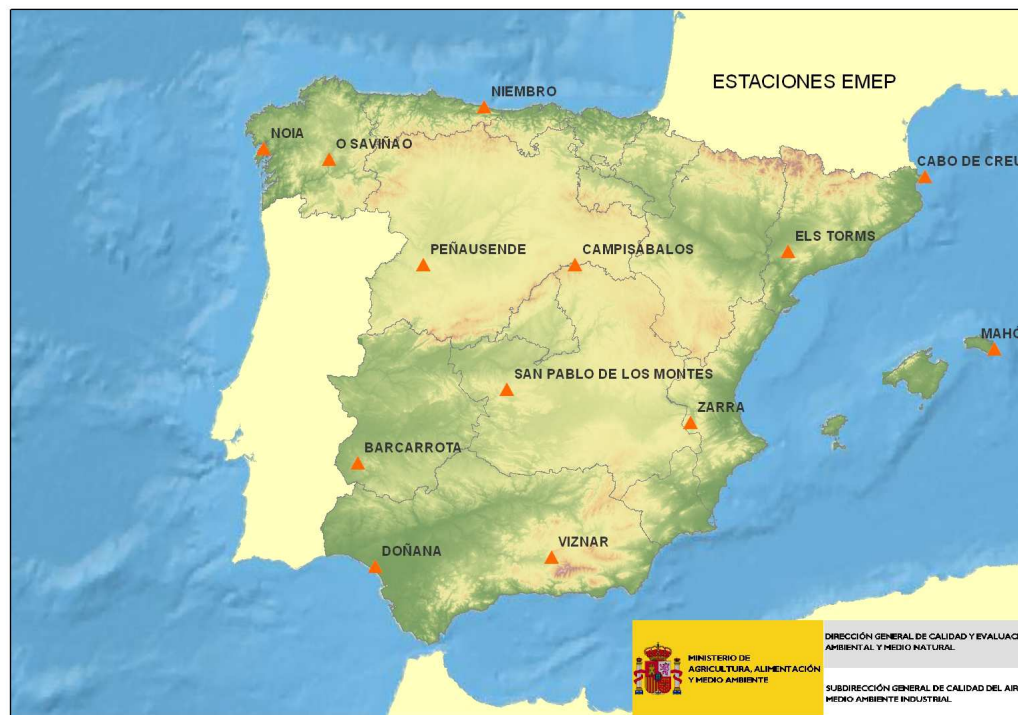 ESTACIONES EMEP
NIEMBRO
NOIA
O SAVIÑAO
CABO DE CREU
ELS TORMS
PEÑAUSENDE
CAMPISABALOS
MAHÓ
SAN PABLO DE LOS MONTES
ZARRA
BARCARROTA
DOÑANA
VIZNAR
MINISTERIO DE
AGRICULTURA, ALIMENTACIÓN
Y MEDIO AMBIENTE
DIRECCIÓN GENERAL DE CALIDAD Y EVALUAC
AMBIENTAL Y MEDIO NATURAL
SUBDIRECCIÓN GENERAL DE CALIDAD DEL AIR
MEDIO AMBIENTE INDUSTRIAL